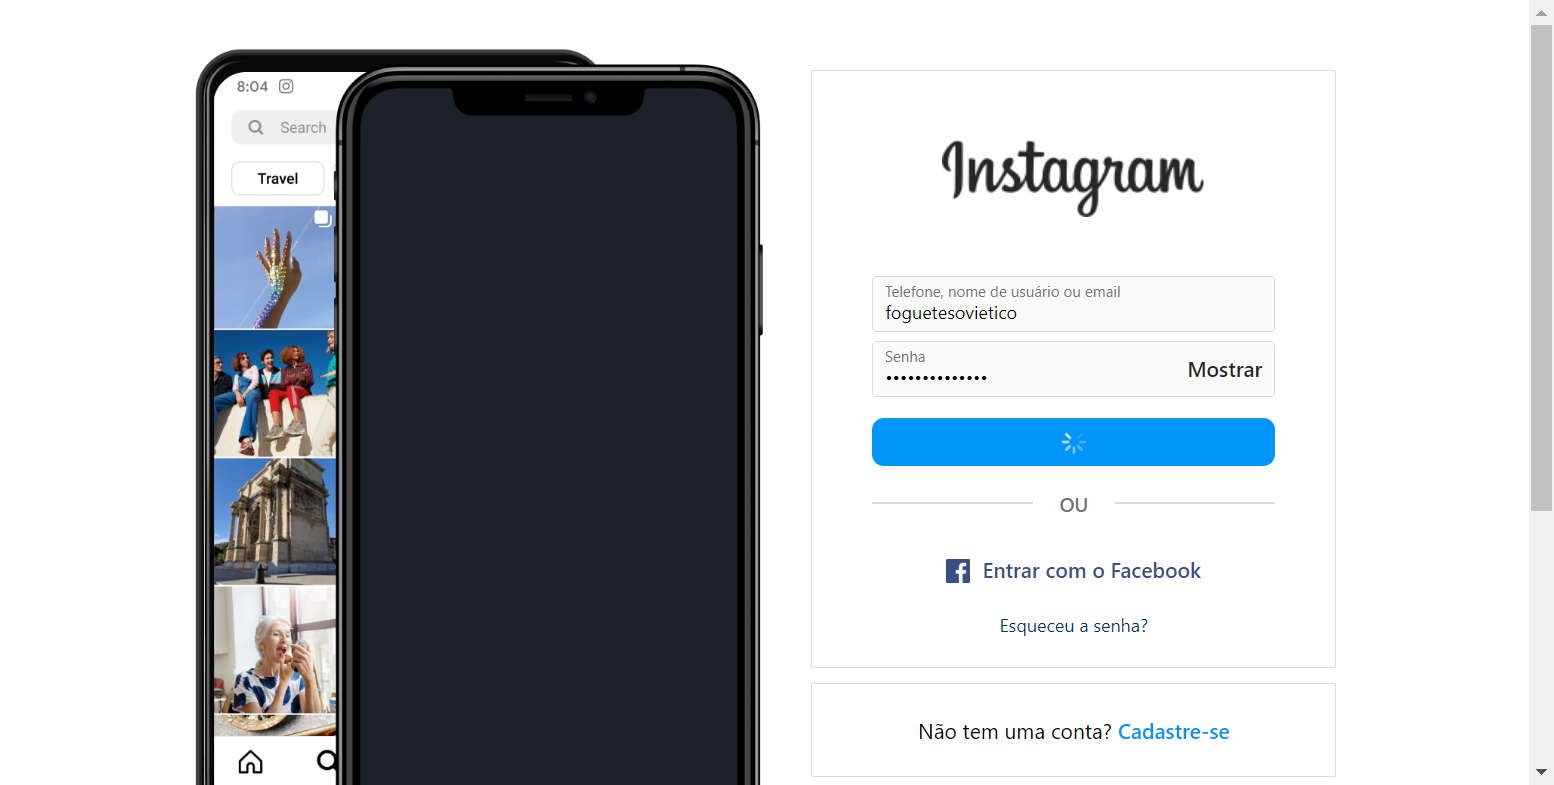 8:04
Search
Travel
Instagram
Telefone, nome de usuário ou email
foguetesovietico
Senha
••••••••••••••
Mostrar
OU
Entrar com o Facebook
Esqueceu a senha?
Não tem uma conta? Cadastre-se